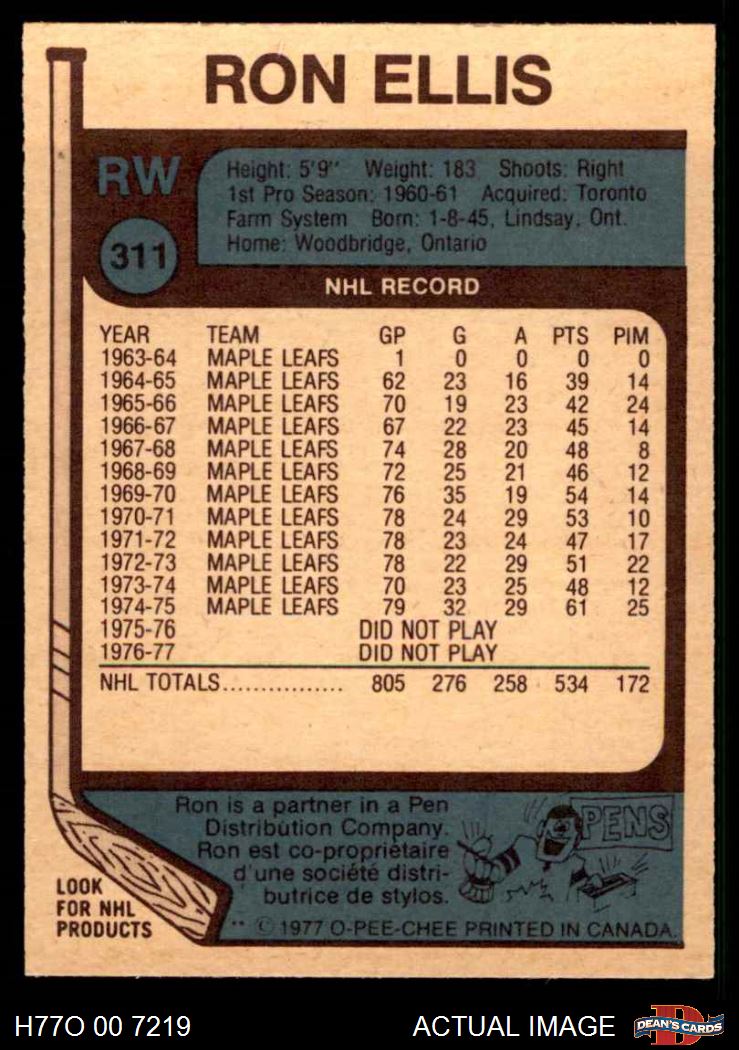 RON ELLIS
RW
311
Height: 5'9'' Weight: 183 Shoots: Right
1st Pro Season: 1960-61 Acquired: Toronto
Farm System Born: 1-8-45, Lindsay, Ont.
Home: Woodbridge, Ontario
NHL RECORD
YEAR TEAM GP G A PTS PIM
1963-64 MAPLE LEAFS 1 0 0 0 0
1964-65 MAPLE LEAFS 62 23 16 39 14
1965-66 MAPLE LEAFS 70 19 23 42 24
1966-67 MAPLE LEAFS 67 22 23 45 14
1967-68 MAPLE LEAFS 74 28 20 48 8
1968-69 MAPLE LEAFS 72 25 21 46 12
1969-70 MAPLE LEAFS 76 35 19 54 14
1970-71 MAPLE LEAFS 78 24 29 53 10
1971-72 MAPLE LEAFS 78 23 24 47 17
1972-73 MAPLE LEAFS 78 22 29 51 22
1973-74 MAPLE LEAFS 70 23 25 48 12
1974-75 MAPLE LEAFS 79 32 29 61 25
1975-76 DID NOT PLAY
1976-77 DID NOT PLAY
NHL TOTALS................ 805 276 258 534 172
Ron is a partner in a Pen
Distribution Company.
Ron est co-propriétaire
d'une société distri-
butrice de stylos.
PENS
LOOK
FOR NHL
PRODUCTS
** © 1977 O-PEE-CHEE PRINTED IN CANADA.
H77O 00 7219
ACTUAL IMAGE
D
DEAN'S CARDS